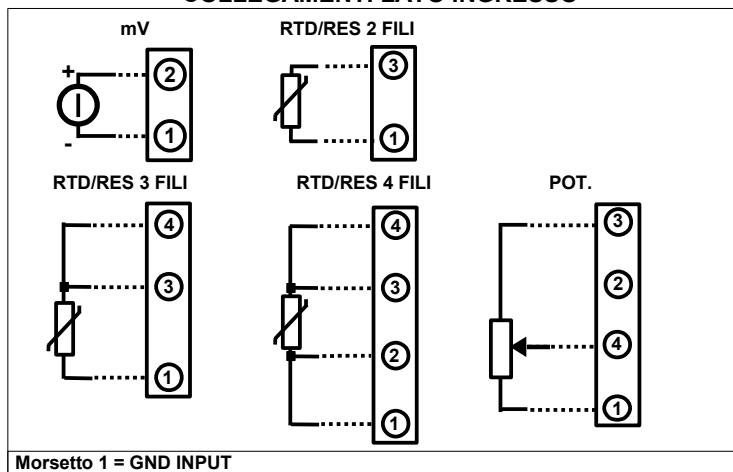 mV
RTD/RES 2 FILI
+
2
3
-
1
1
RTD/RES 3 FILI
RTD/RES 4 FILI
POT.
4
4
3
3
3
2
2
4
1
1
1
Morsetto 1 = GND INPUT